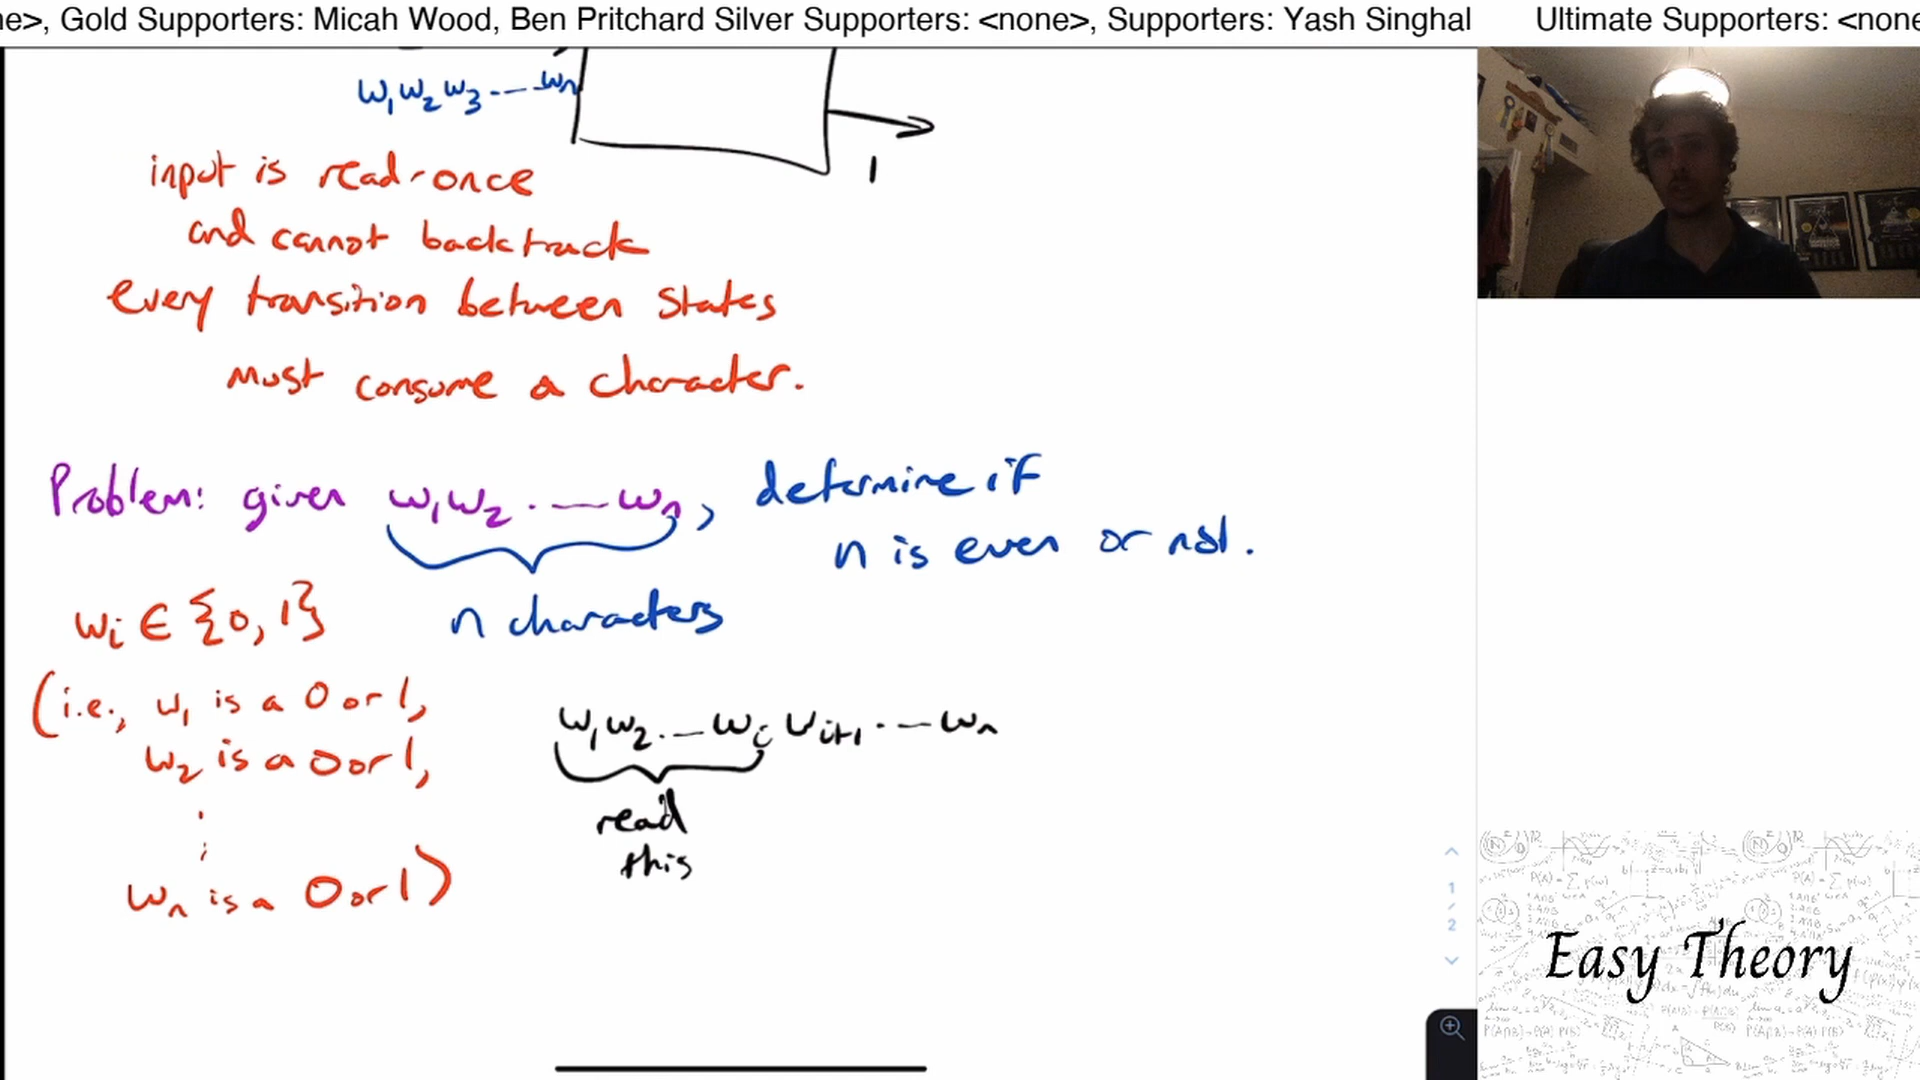 ne>, Gold Supporters: Micah Wood, Ben Pritchard Silver Supporters: <none>, Supporters: Yash Singhal Ultimate Supporters: <none
w₁w₂w₃....wₙ
1
input is read-once
and cannot backtrack
every transition between states
must consume a character.
Problem: given w₁w₂....wₙ, determine if
n is even or not.
n characters
wᵢ ∈ {0,1}
(i.e., w₁ is a 0 or 1,
w₂ is a 0 or 1,
wₙ is a 0 or 1)
w₁w₂...wᵢ wᵢ₊₁...wₙ
read
this
1
2
Easy Theory